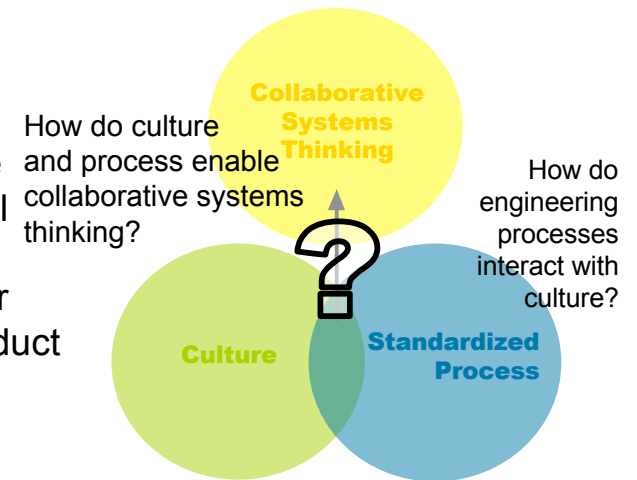 Collaborative
Systems
Thinking
How do culture
and process enable
collaborative systems
thinking?
How do
engineering
processes
interact with
culture?
?
Culture
Standardized
Process
duct